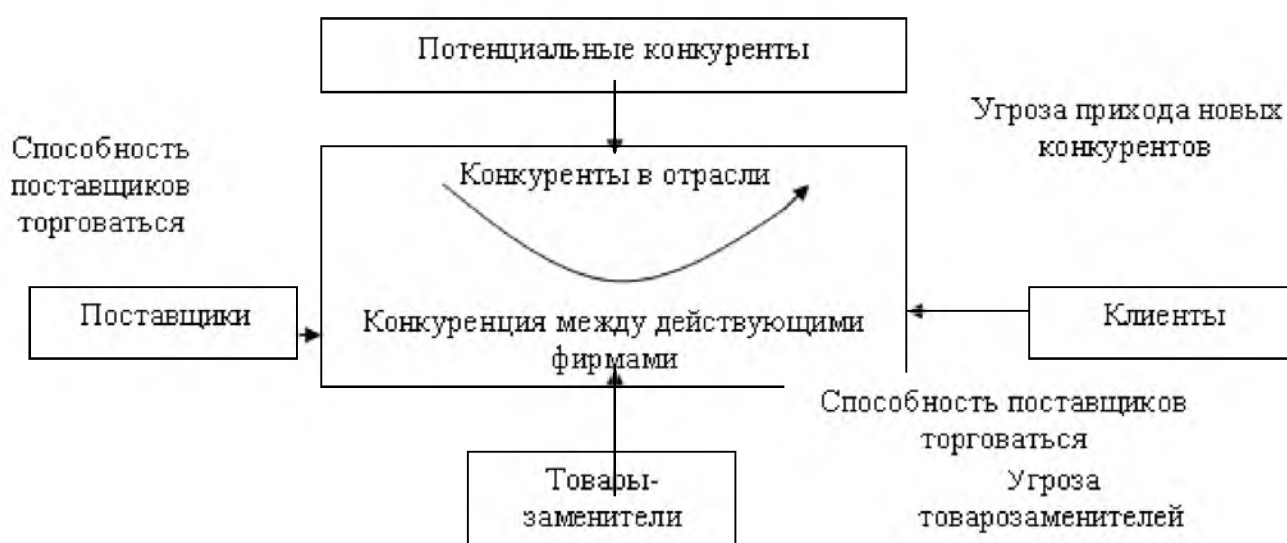 Потенциальные конкуренты
Угроза прихода новых
конкурентов
Способность
поставщиков
торговаться
Конкуренты в отрасли
Поставщики
Конкуренция между действующими
фирмами
Клиенты
Способность поставщиков
торговаться
Товары-
заменители
Угроза
товарозаменителей